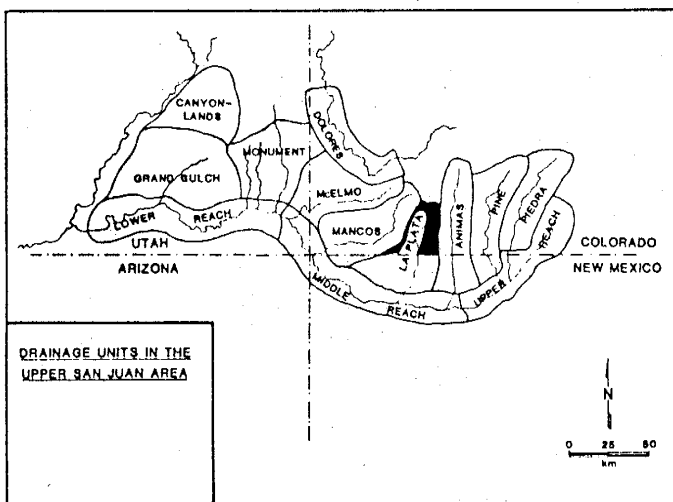 CANYON-
LANDS
DOLORES
MONUMENT
GRAND GULCH
McELMO
PINE
PIEDRA
ANIMAS
LOWER REACH
MANCOS
LA PLATA
REACH
UTAH
COLORADO
ARIZONA
NEW MEXICO
MIDDLE REACH
UPPER
DRAINAGE UNITS IN THE
UPPER SAN JUAN AREA
N
0 25 50
km